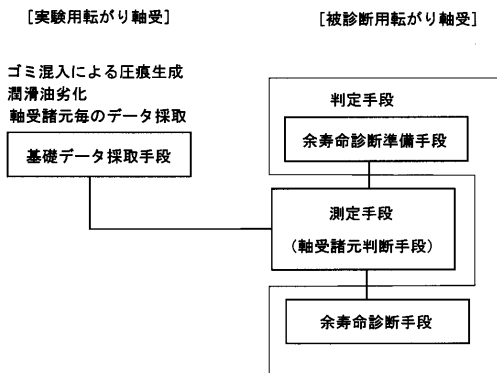 [実験用転がり軸受]
[被診断用転がり軸受]
ゴミ混入による圧痕生成
潤滑油劣化
軸受諸元毎のデータ採取
基礎データ採取手段
判定手段
余寿命診断準備手段
測定手段
(軸受諸元判断手段)
余寿命診断手段